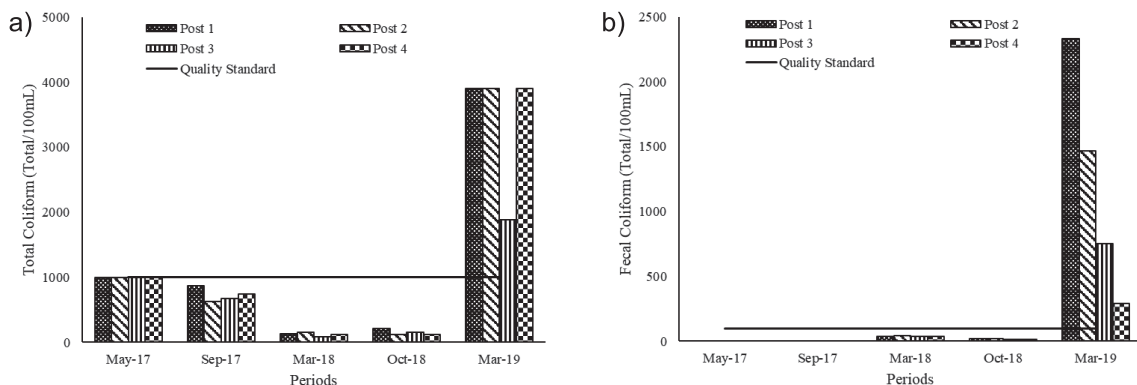 a)
Total Coliform (Total/100mL)
5000
4000
3000
2000
1000
0
Post 1
Post 2
Post 3
Post 4
Quality Standard
May-17
Sep-17
Mar-18
Oct-18
Mar-19
Periods
b)
Fecal Coliform (Total/100mL)
2500
2000
1500
1000
500
0
Post 1
Post 2
Post 3
Post 4
Quality Standard
May-17
Sep-17
Mar-18
Oct-18
Mar-19
Periods